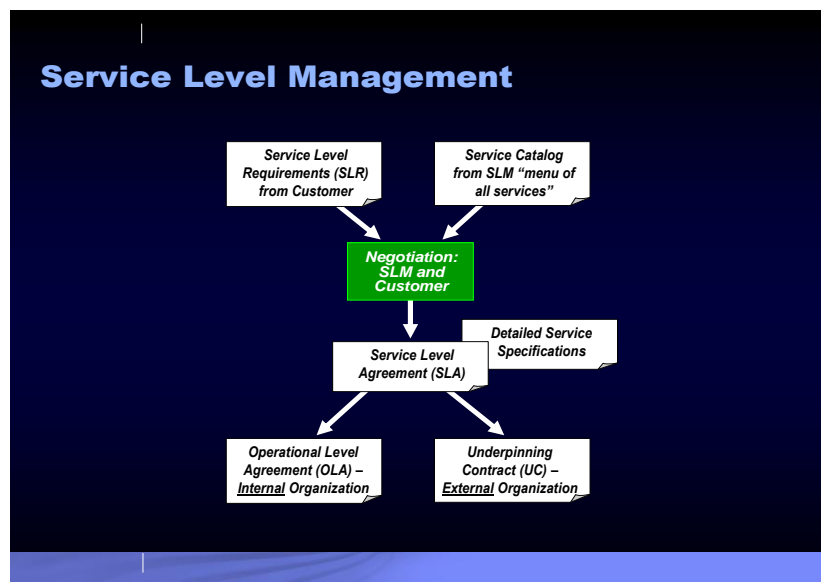 Service Level Management
Service Level
Requirements (SLR)
from Customer
Service Catalog
from SLM “menu of
all services”
Negotiation:
SLM and
Customer
Detailed Service
Specifications
Service Level
Agreement (SLA)
Operational Level
Agreement (OLA) –
Internal Organization
Underpinning
Contract (UC) –
External Organization